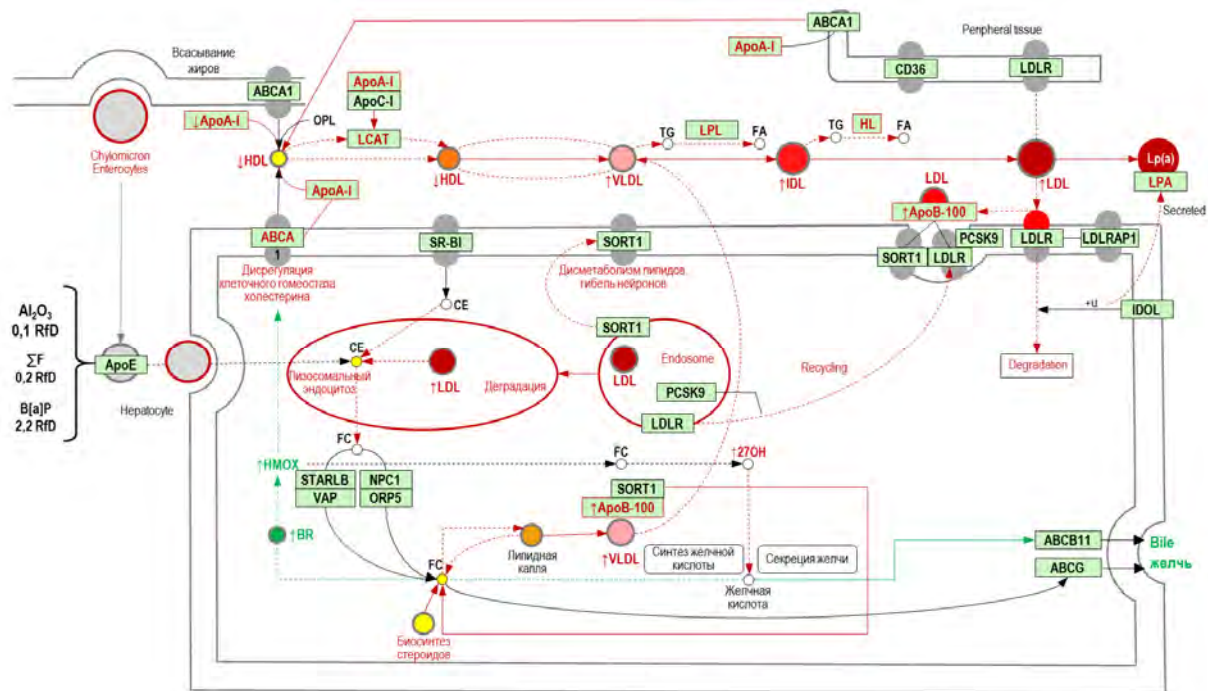 ABCA1
Peripheral tissue
ApoA-I
CD36
LDLR
Всасывание
жиров
ABCA1
ApoA-I
ApoC-I
LCAT
↓ApoA-I
OPL
Chylomicron
Enterocytes
↓HDL
ApoA-I
↓HDL
TG
LPL
FA
↑VLDL
TG
HL
FA
↑IDL
↑LDL
Lp(a)
LPA
Secreted
LDL
↑ApoB-100
ABCA
1
SR-BI
SORT1
SORT1
LDLR
PCSK9
LDLR
LDLRAP1
Дисрегуляция
клеточного гомеостаза
холестерина
Дисметаболизм липидов,
гибель нейронов
CE
+u
IDOL
Degradation
Al₂O₃
0,1 RfD
∑F
0,2 RfD
B[a]P
2,2 RfD
ApoE
Hepatocyte
CE
Лизосомальный
эндоцитоз
↑LDL
Деградация
SORT1
Endosome
LDL
PCSK9
LDLR
Recycling
FC
↑HMOX
STARLB
VAP
NPC1
ORP5
FC
↑27OH
SORT1
↑ApoB-100
↑BR
FC
Липидная
капля
↑VLDL
Синтез желчной
кислоты
Секреция желчи
Желчная
кислота
ABCB11
ABCG
Bile
желчь
Биосинтез
стероидов